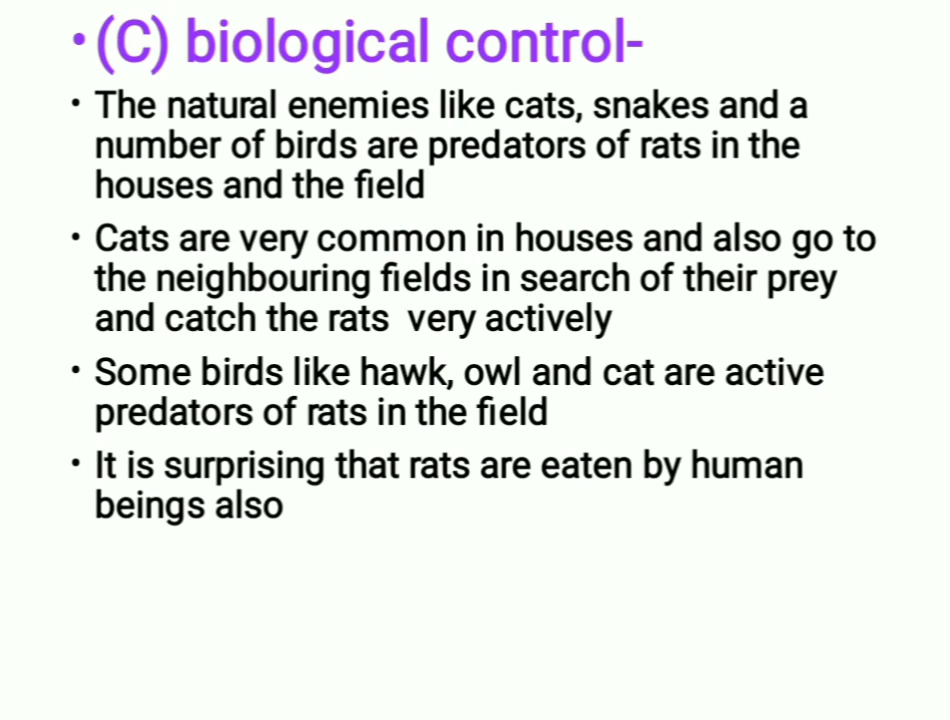 • (C) biological control-
• The natural enemies like cats, snakes and a
number of birds are predators of rats in the
houses and the field
• Cats are very common in houses and also go to
the neighbouring fields in search of their prey
and catch the rats  very actively
• Some birds like hawk, owl and cat are active
predators of rats in the field
• It is surprising that rats are eaten by human
beings also